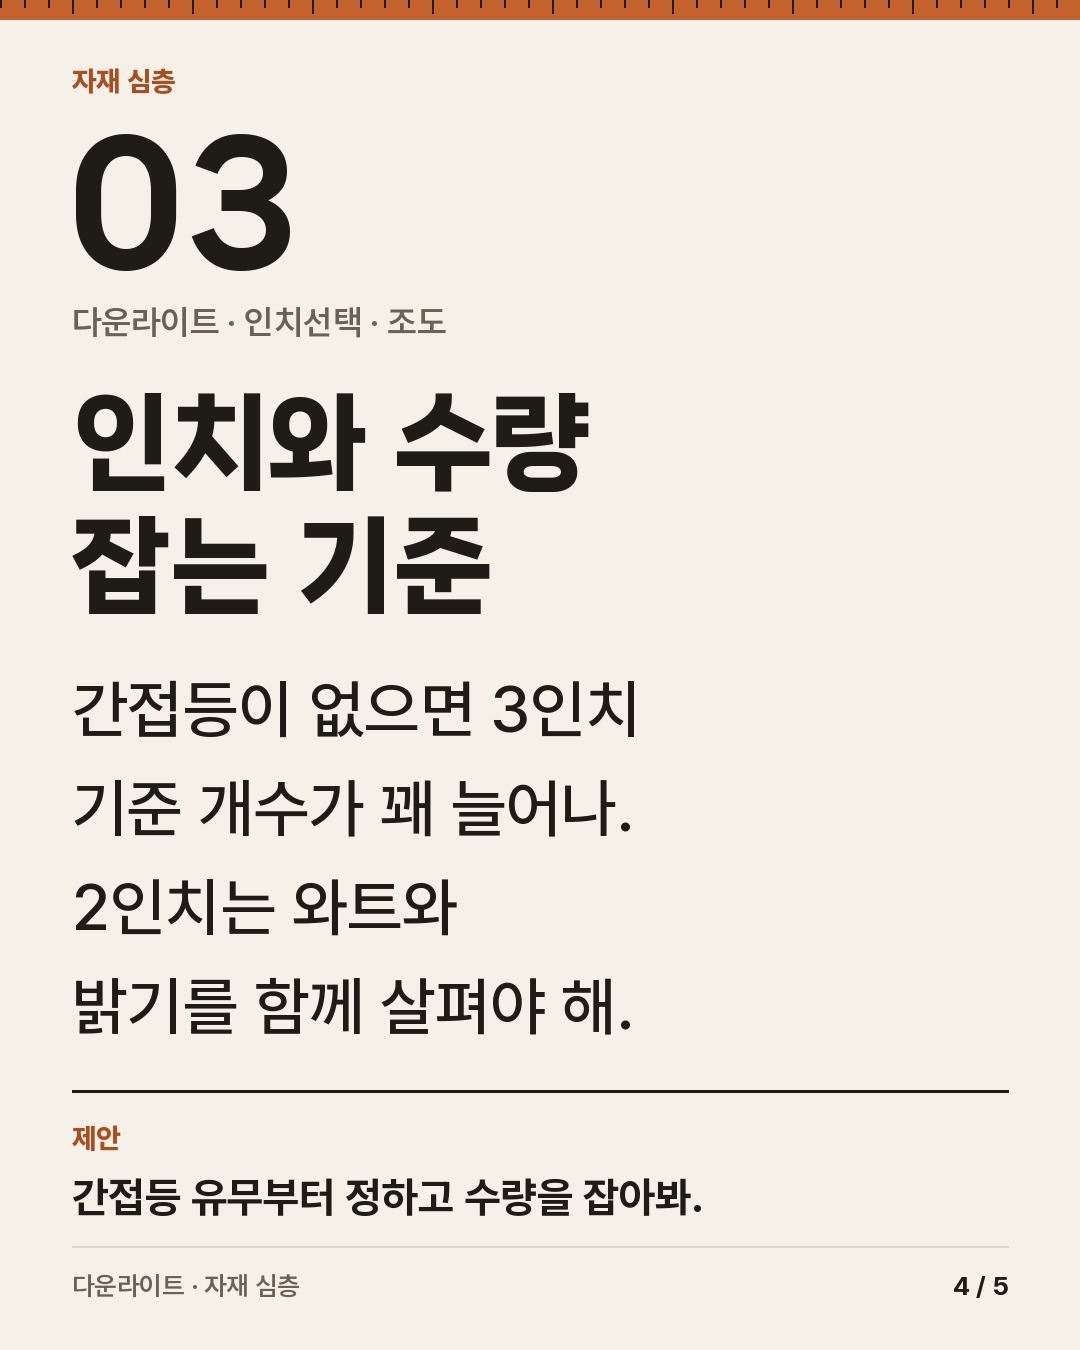 자재 심층
03
다운라이트 · 인치선택 · 조도
인치와 수량
잡는 기준
간접등이 없으면 3인치
기준 개수가 꽤 늘어나.
2인치는 와트와
밝기를 함께 살펴야 해.
제안
간접등 유무부터 정하고 수량을 잡아봐.
다운라이트 · 자재 심층
4 / 5